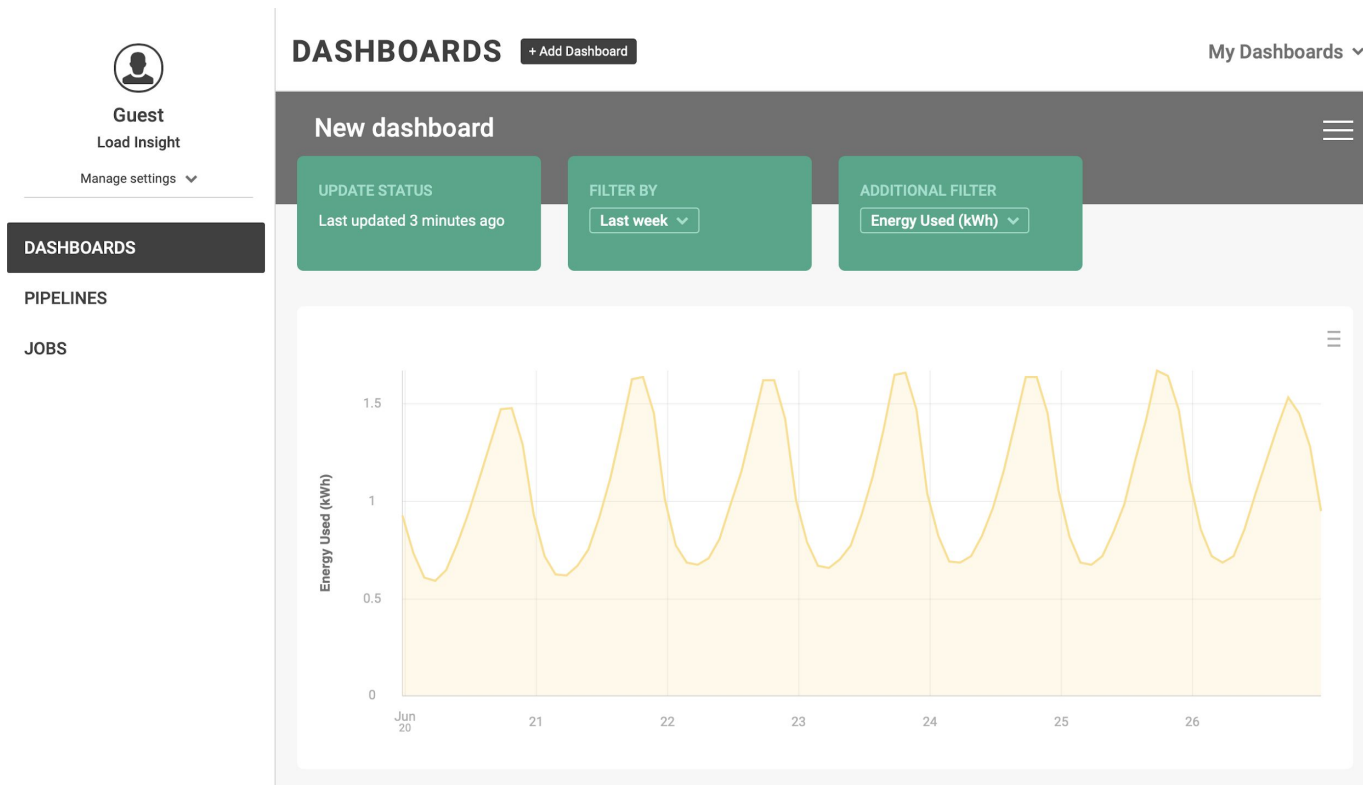 Guest
Load Insight
Manage settings
DASHBOARDS
PIPELINES
JOBS
DASHBOARDS
+ Add Dashboard
My Dashboards
New dashboard
UPDATE STATUS
Last updated 3 minutes ago
FILTER BY
Last week
ADDITIONAL FILTER
Energy Used (kWh)
Energy Used (kWh)
1.5
1
0.5
0
Jun
20
21
22
23
24
25
26